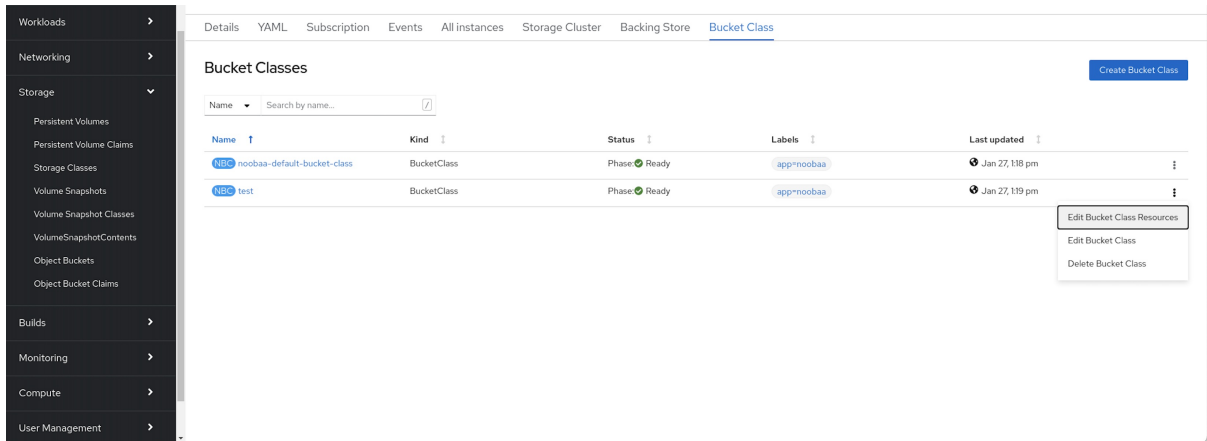 Workloads
Networking
Storage
Persistent Volumes
Persistent Volume Claims
Storage Classes
Volume Snapshots
Volume Snapshot Classes
VolumeSnapshotContents
Object Buckets
Object Bucket Claims
Builds
Monitoring
Compute
User Management
Details YAML Subscription Events All instances Storage Cluster Backing Store Bucket Class
Bucket Classes
Create Bucket Class
Name Search by name... /
Name Kind Status Labels Last updated
NBC noobaa-default-bucket-class BucketClass Phase: Ready app=noobaa Jan 27, 1:18 pm
NBC test BucketClass Phase: Ready app=noobaa Jan 27, 1:19 pm
Edit Bucket Class Resources
Edit Bucket Class
Delete Bucket Class